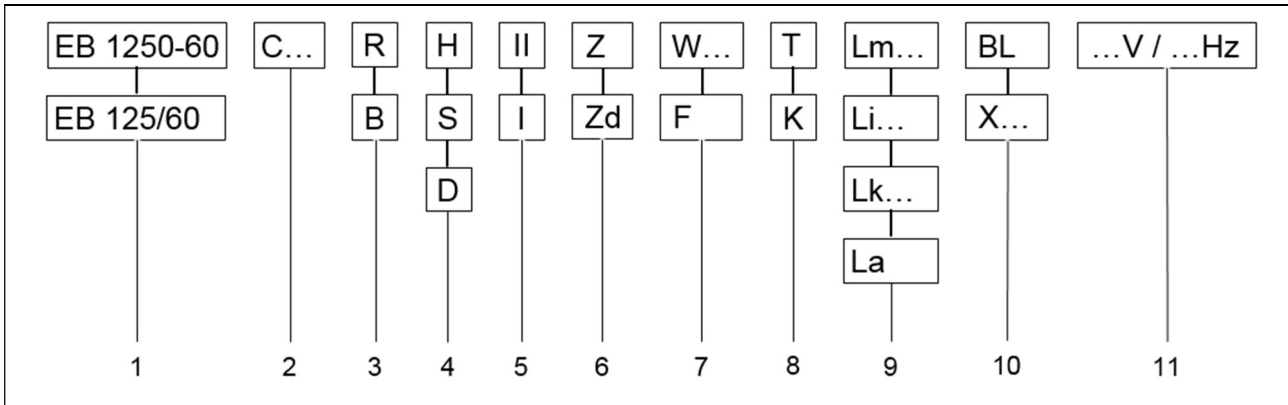 EB 1250-60 C... R H II Z W... T Lm... BL ...V / ...Hz
EB 125/60 B S I Zd F K Li... X...
D Lk...
La
1 2 3 4 5 6 7 8 9 10 11